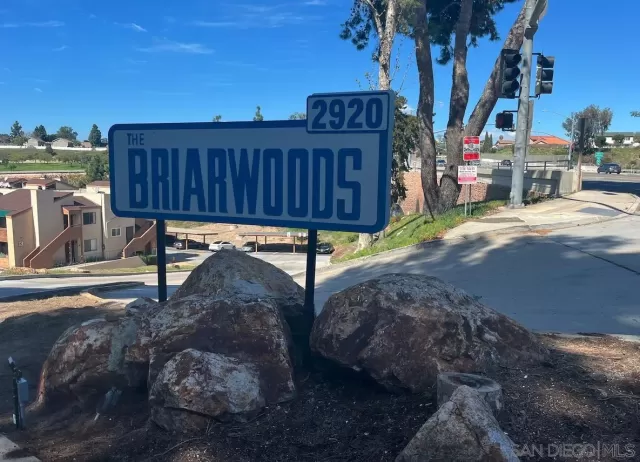 2920
THE
BRIARWOODS
SAN DIEGO MLS